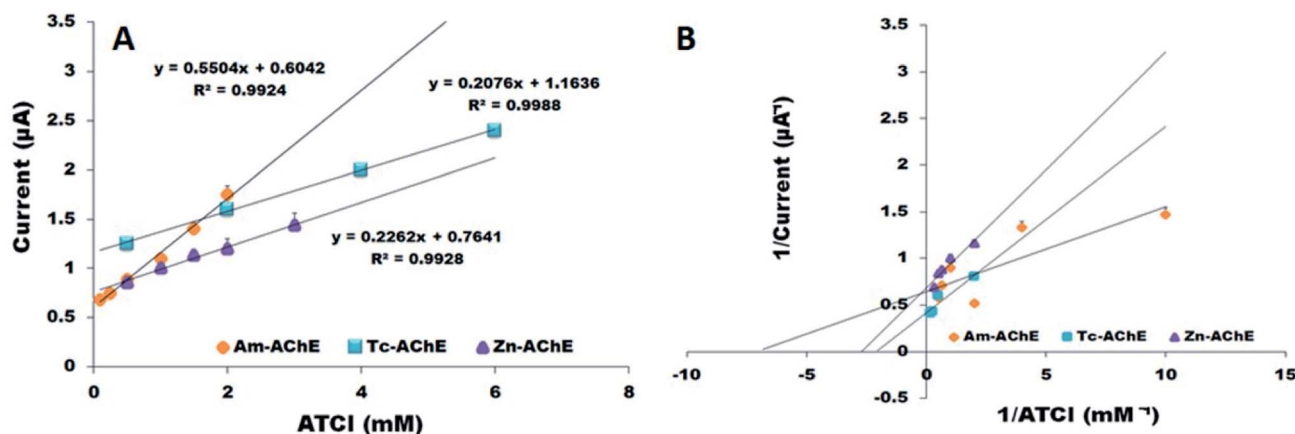 A
3.5
3
2.5
2
1.5
1
0.5
0
0 2 4 6 8
Current (µA)
ATCI (mM)
y = 0.5504x + 0.6042
R² = 0.9924
y = 0.2076x + 1.1636
R² = 0.9988
y = 0.2262x + 0.7641
R² = 0.9928
Am-AChE Tc-AChE Zn-AChE
B
3.5
3
2.5
2
1.5
1
0.5
0
-0.5
-10 -5 0 5 10 15
1/Current (µA⁻¹)
1/ATCI (mM⁻¹)
Am-AChE Tc-AChE Zn-AChE